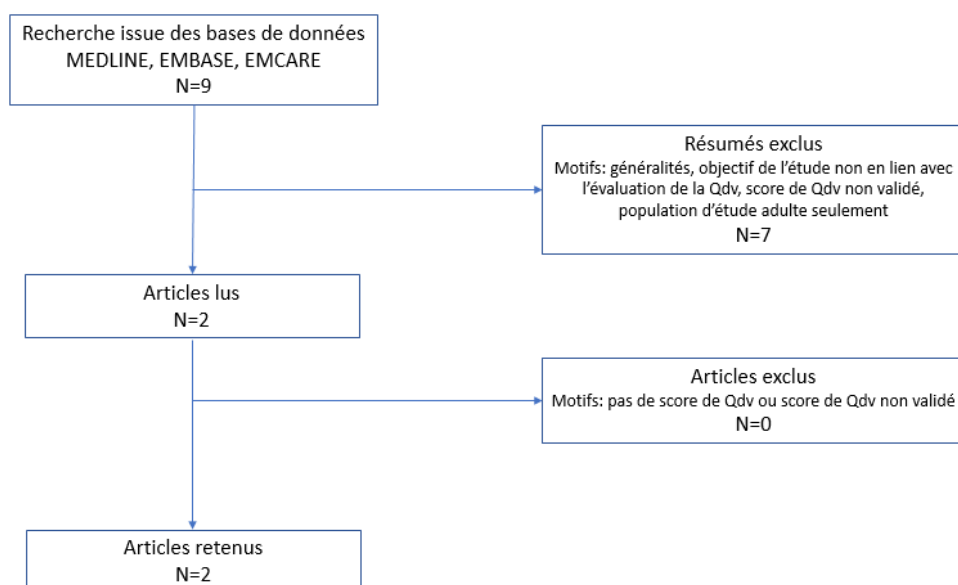 Recherche issue des bases de données
MEDLINE, EMBASE, EMCARE
N=9
Résumés exclus
Motifs: généralités, objectif de l'étude non en lien avec
l'évaluation de la Qdv, score de Qdv non validé,
population d'étude adulte seulement
N=7
Articles lus
N=2
Articles exclus
Motifs: pas de score de Qdv ou score de Qdv non validé
N=0
Articles retenus
N=2